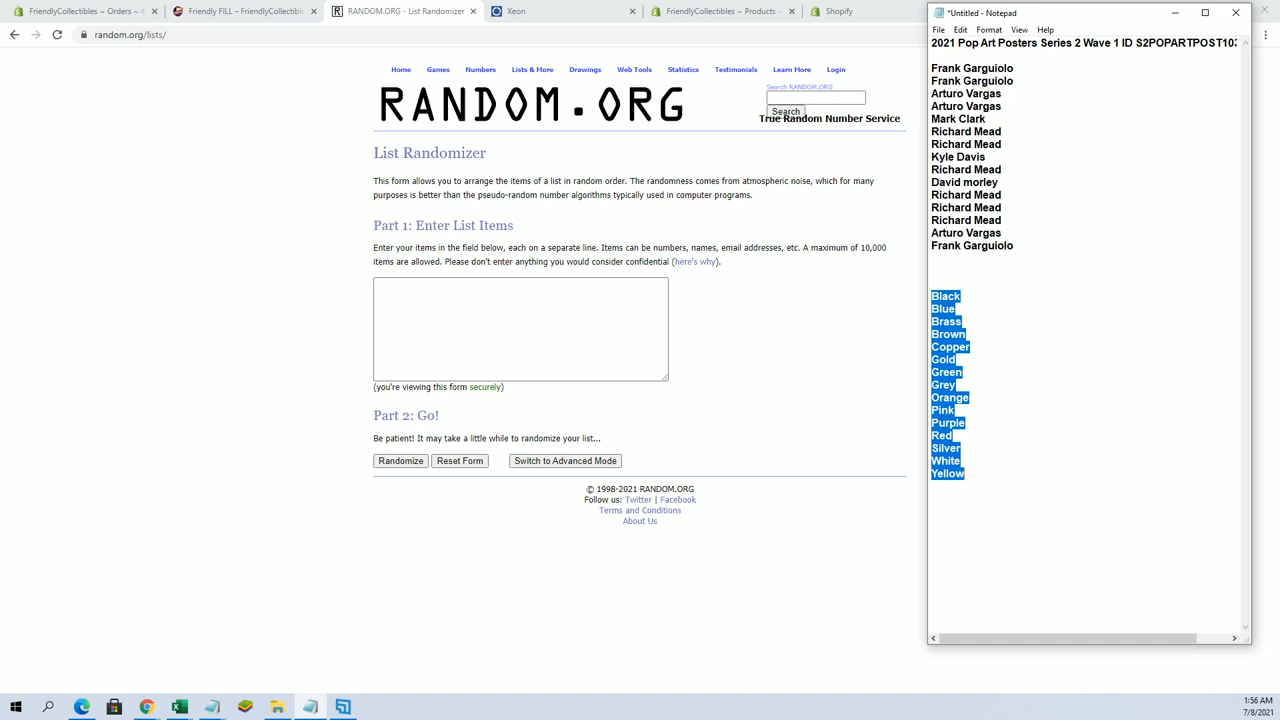 FriendlyCollectibles ~ Orders ~ F
Friendly FILL – FriendlyCollectible
RANDOM.ORG - List Randomizer
Xeon
FriendlyCollectibles ~ Products ~
Shopify
random.org/lists/
Home Games Numbers Lists & More Drawings Web Tools Statistics Testimonials Learn More Login
RANDOM.ORG
Search RANDOM.ORG
Search
True Random Number Service
List Randomizer
This form allows you to arrange the items of a list in random order. The randomness comes from atmospheric noise, which for many
purposes is better than the pseudo-random number algorithms typically used in computer programs.
Part 1: Enter List Items
Enter your items in the field below, each on a separate line. Items can be numbers, names, email addresses, etc. A maximum of 10,000
items are allowed. Please don't enter anything you would consider confidential (here's why).
(you're viewing this form securely)
Part 2: Go!
Be patient! It may take a little while to randomize your list...
Randomize Reset Form Switch to Advanced Mode
© 1998-2021 RANDOM.ORG
Follow us: Twitter | Facebook
Terms and Conditions
About Us
*Untitled - Notepad
File Edit Format View Help
2021 Pop Art Posters Series 2 Wave 1 ID S2POPARTPOST103
Frank Garguiolo
Frank Garguiolo
Arturo Vargas
Arturo Vargas
Mark Clark
Richard Mead
Richard Mead
Kyle Davis
Richard Mead
David morley
Richard Mead
Richard Mead
Richard Mead
Arturo Vargas
Frank Garguiolo
Black
Blue
Brass
Brown
Copper
Gold
Green
Grey
Orange
Pink
Purple
Red
Silver
White
Yellow
1:56 AM
7/8/2021